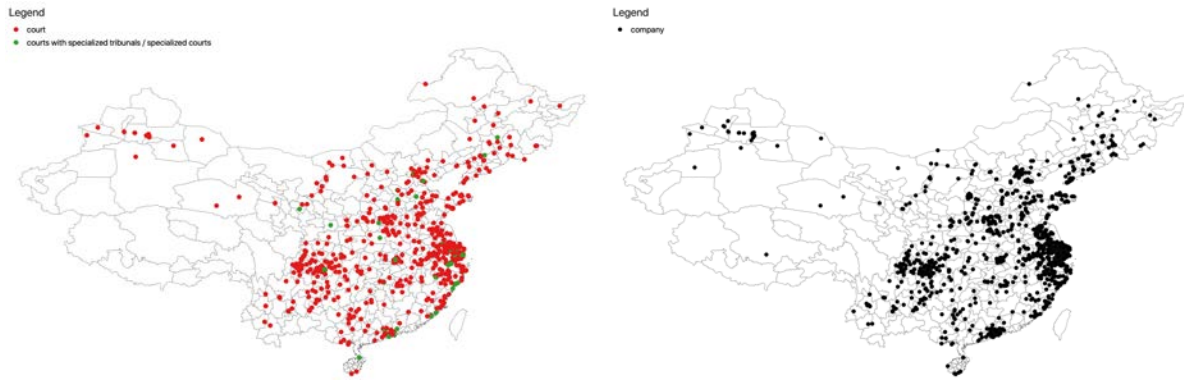 Legend
court
courts with specialized tribunals / specialized courts
Legend
company